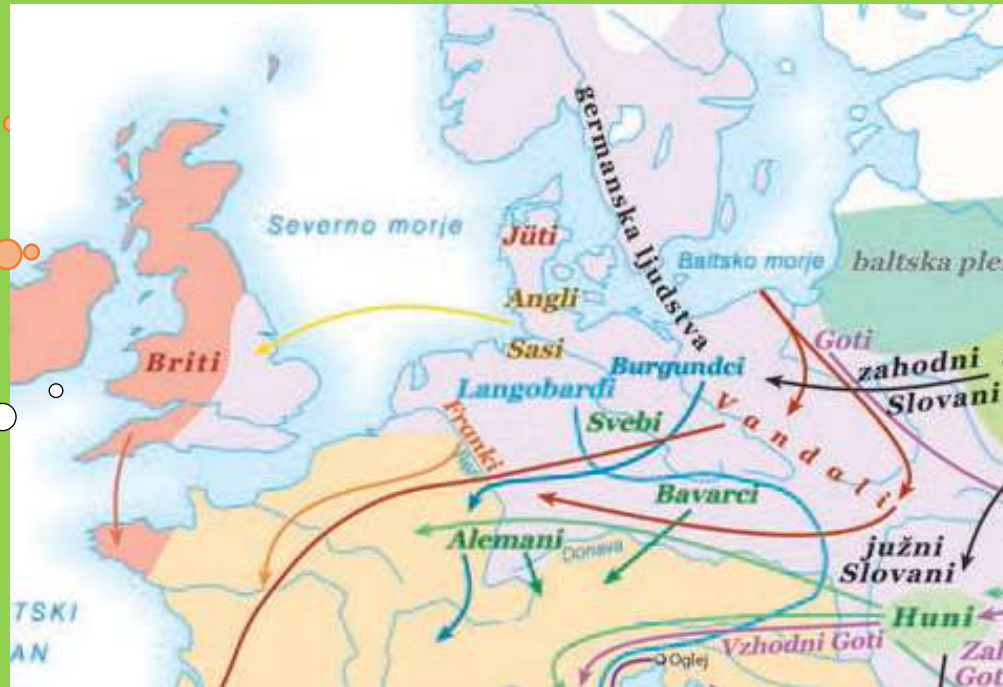 germanska ljudstva
Severno morje
Jüti
Baltsko morje
baltska ple
Angli
Goti
Sasi
Briti
Burgundci
zahodni
Slovani
Langobardi
Vandali
Franki
Svebi
Bavarci
Alemani
Donava
južni
Slovani
TSKI
AN
Huni
Vzhodni Goti
Zal
Goti
Oglej